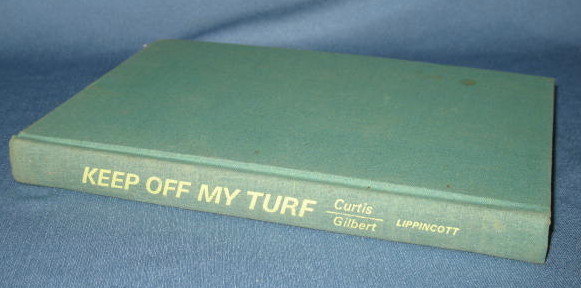 KEEP OFF MY TURF
Curtis
Gilbert
LIPPINCOTT